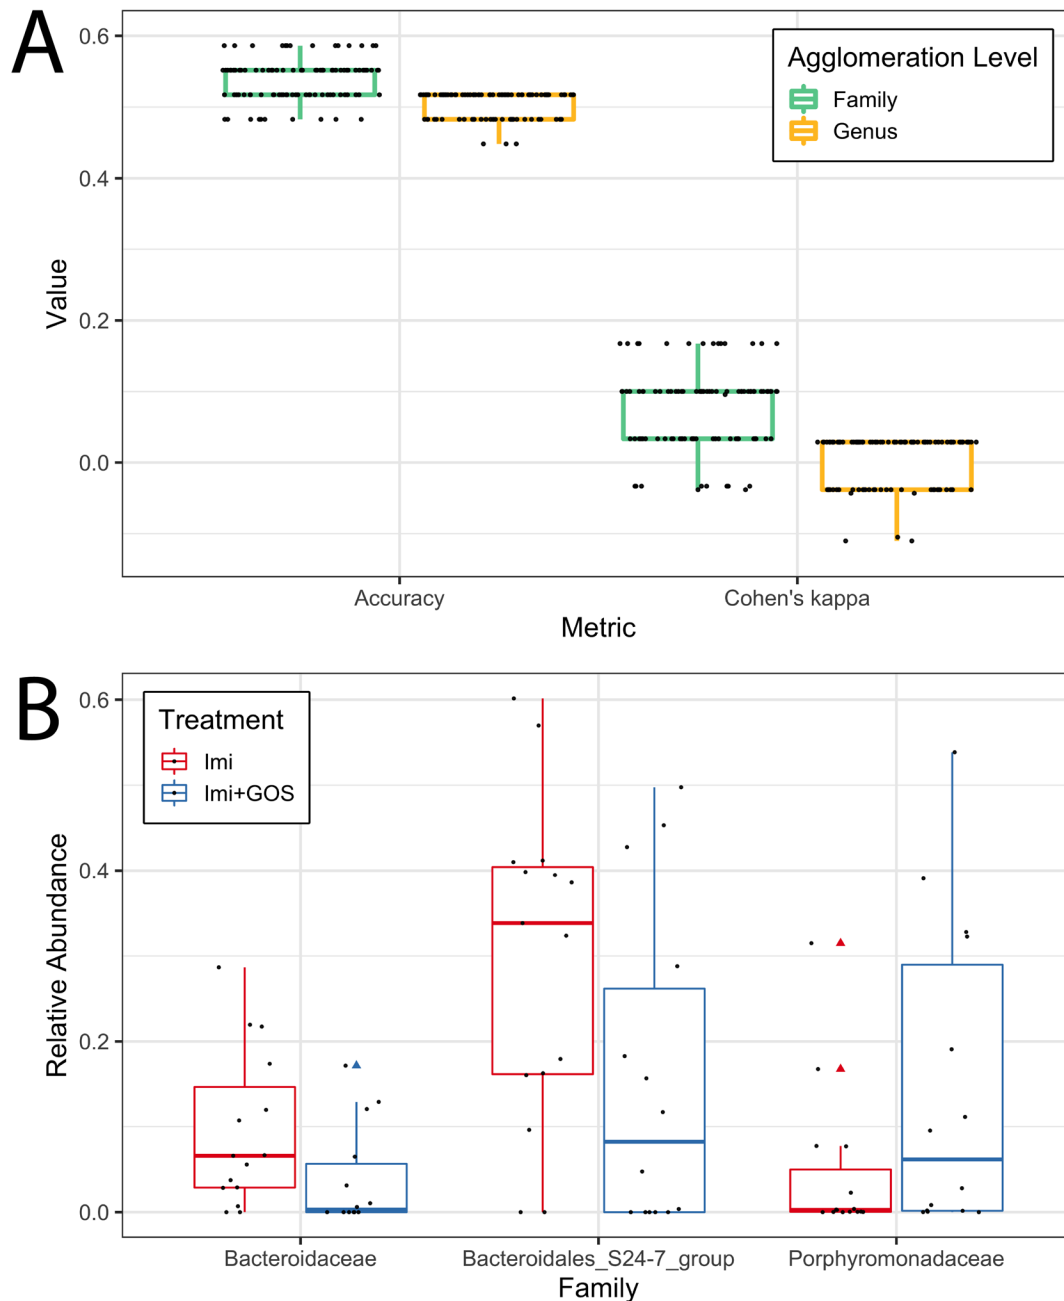 A
0.6
0.4
0.2
0.0
Value
Agglomeration Level
Family
Genus
Accuracy
Cohen's kappa
Metric
B
0.6
0.4
0.2
0.0
Relative Abundance
Treatment
Imi
Imi+GOS
Bacteroidaceae
Bacteroidales_S24-7_group
Porphyromonadaceae
Family